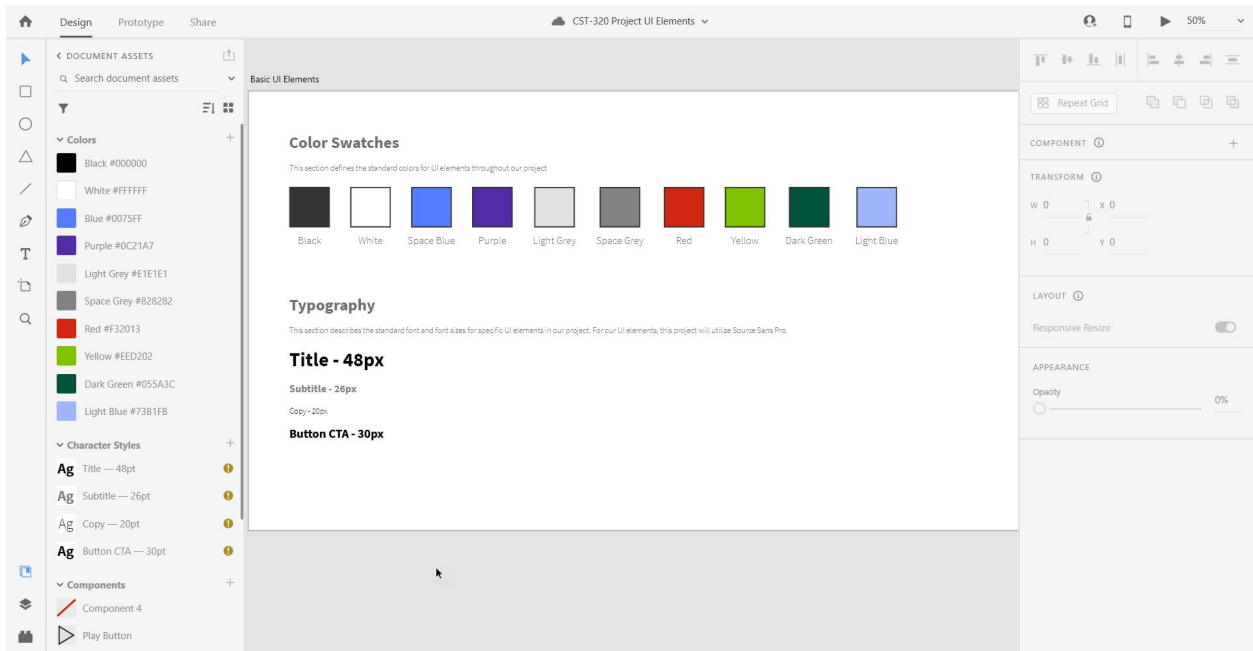 Design Prototype Share
CST-320 Project UI Elements
50%
DOCUMENT ASSETS
Search document assets
Colors
Black #000000
White #FFFFFF
Blue #0075FF
Purple #0C21A7
Light Grey #E1E1E1
Space Grey #828282
Red #F32013
Yellow #EED202
Dark Green #055A3C
Light Blue #73B1FB
Character Styles
Ag Title — 48pt
Ag Subtitle — 26pt
Ag Copy — 20pt
Ag Button CTA — 30pt
Components
Component 4
Play Button
Basic UI Elements
Color Swatches
This section defines the standard colors for UI elements throughout our project
Black White Space Blue Purple Light Grey Space Grey Red Yellow Dark Green Light Blue
Typography
This section describes the standard font and font sizes for specific UI elements in our project. For our UI elements, this project will utilize Source Sans Pro.
Title - 48px
Subtitle - 26px
Copy - 20px
Button CTA - 30px
Repeat Grid
COMPONENT
TRANSFORM
W 0 X 0
H 0 Y 0
LAYOUT
Responsive Resize
APPEARANCE
Opacity
0%